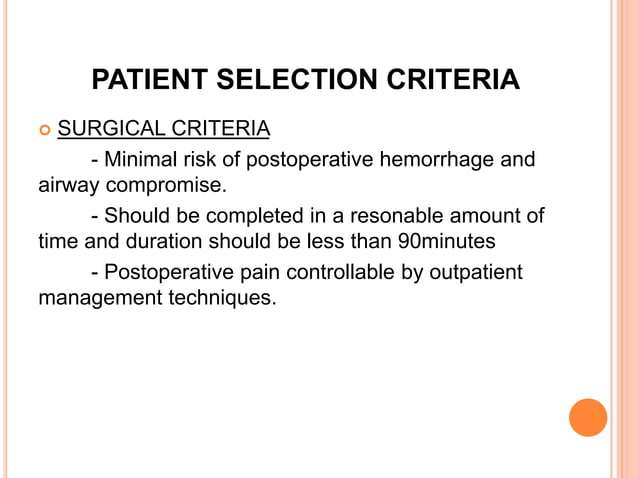 PATIENT SELECTION CRITERIA
SURGICAL CRITERIA
- Minimal risk of postoperative hemorrhage and
airway compromise.
- Should be completed in a resonable amount of
time and duration should be less than 90minutes
- Postoperative pain controllable by outpatient
management techniques.